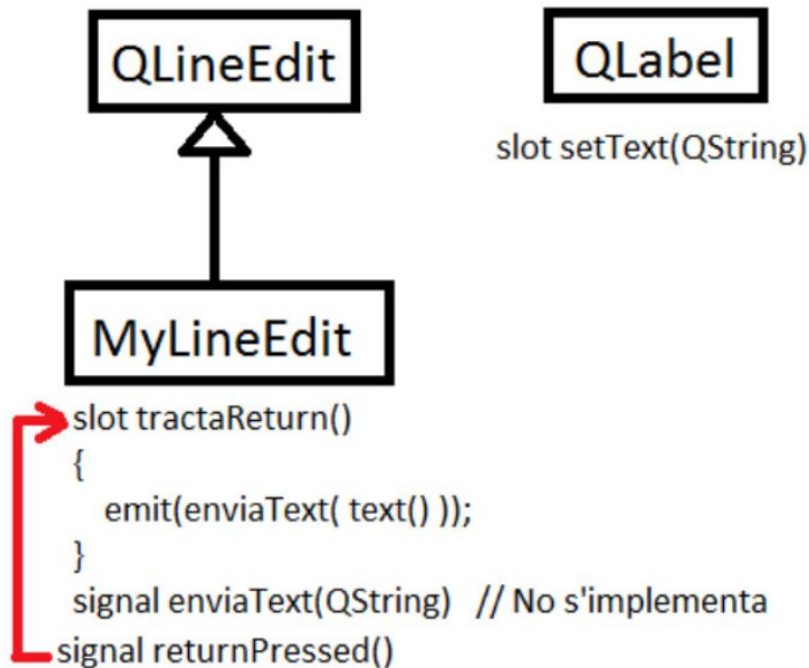 QLineEdit
QLabel
slot setText(QString)
MyLineEdit
slot tractaReturn()
{
emit(enviaText( text() ));
}
signal enviaText(QString) // No s'implementa
signal returnPressed()